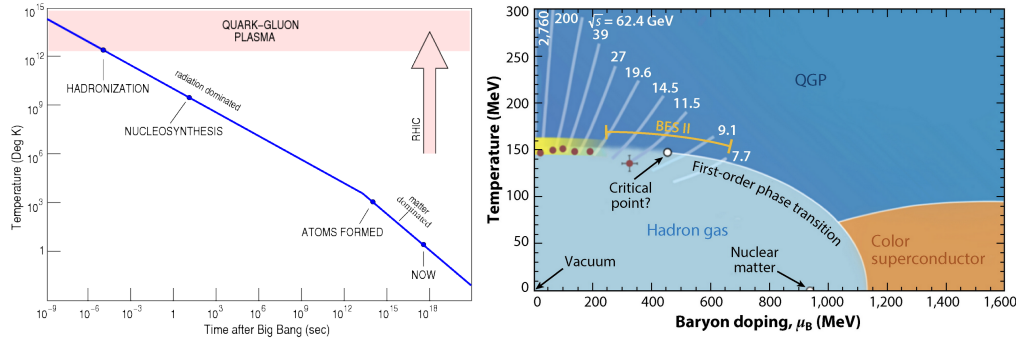 10^15
10^12
10^9
10^6
10^3
1
Temperature (Deg K)
QUARK-GLUON
PLASMA
HADRONIZATION
radiation dominated
NUCLEOSYNTHESIS
RHIC
matter
dominated
ATOMS FORMED
NOW
10^-9 10^-6 10^-3 1 10^3 10^6 10^9 10^12 10^15 10^18
Time after Big Bang (sec)
300
250
200
150
100
50
0
Temperature (MeV)
2,760
200
√s = 62.4 GeV
39
27
19.6
14.5
11.5
9.1
7.7
QGP
BES II
Critical
point?
First-order phase transition
Hadron gas
Color
superconductor
Nuclear
matter
Vacuum
0 200 400 600 800 1,000 1,200 1,400 1,600
Baryon doping, μB (MeV)